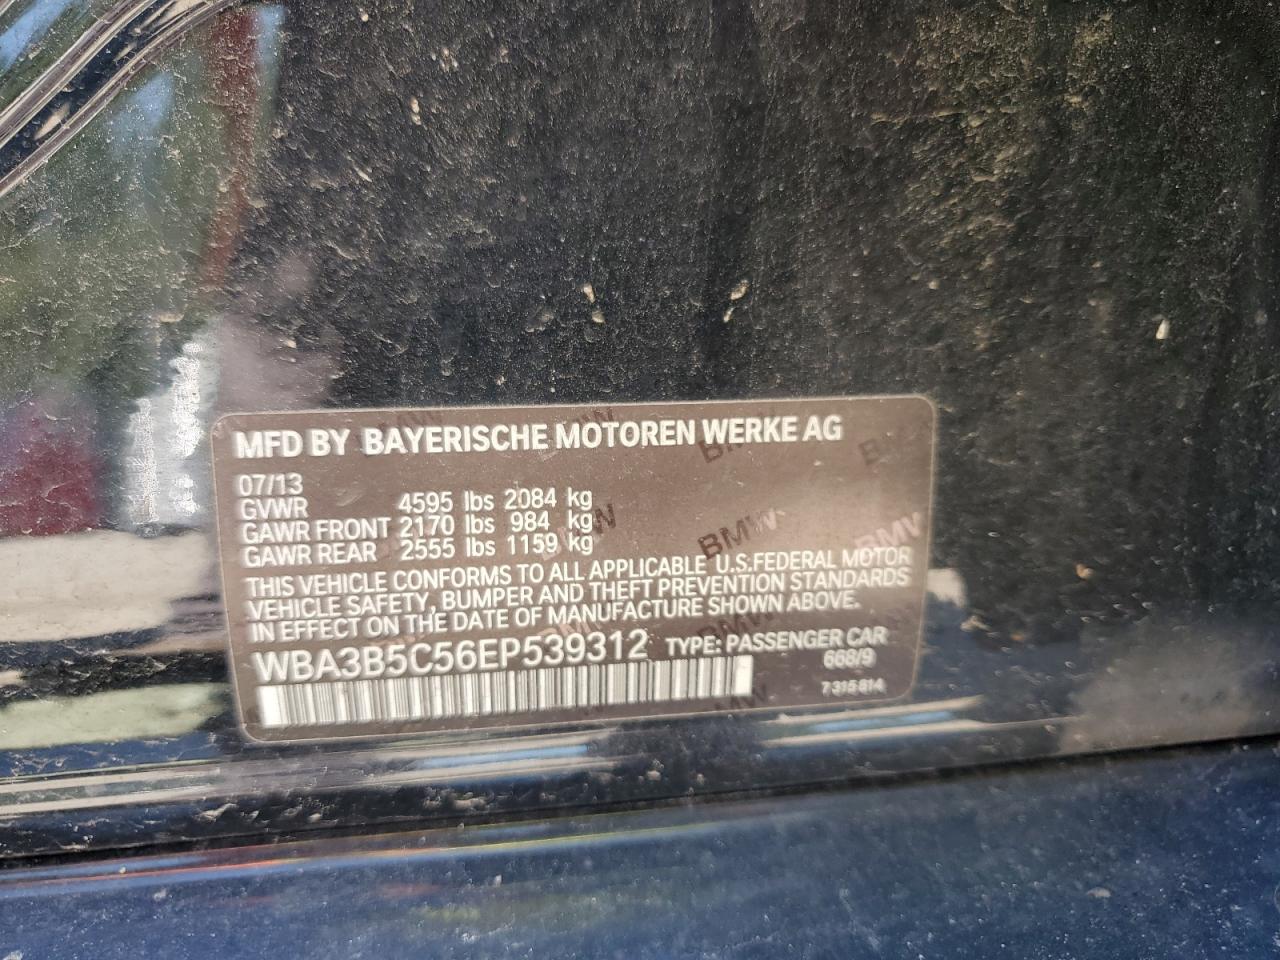 MFD BY BAYERISCHE MOTOREN WERKE AG
07/13
GVWR 4595 lbs 2084 kg
GAWR FRONT 2170 lbs 984 kg
GAWR REAR 2555 lbs 1159 kg
THIS VEHICLE CONFORMS TO ALL APPLICABLE U.S.FEDERAL MOTOR
VEHICLE SAFETY, BUMPER AND THEFT PREVENTION STANDARDS
IN EFFECT ON THE DATE OF MANUFACTURE SHOWN ABOVE.
WBA3B5C56EP539312 TYPE: PASSENGER CAR
668/9
7 315 814